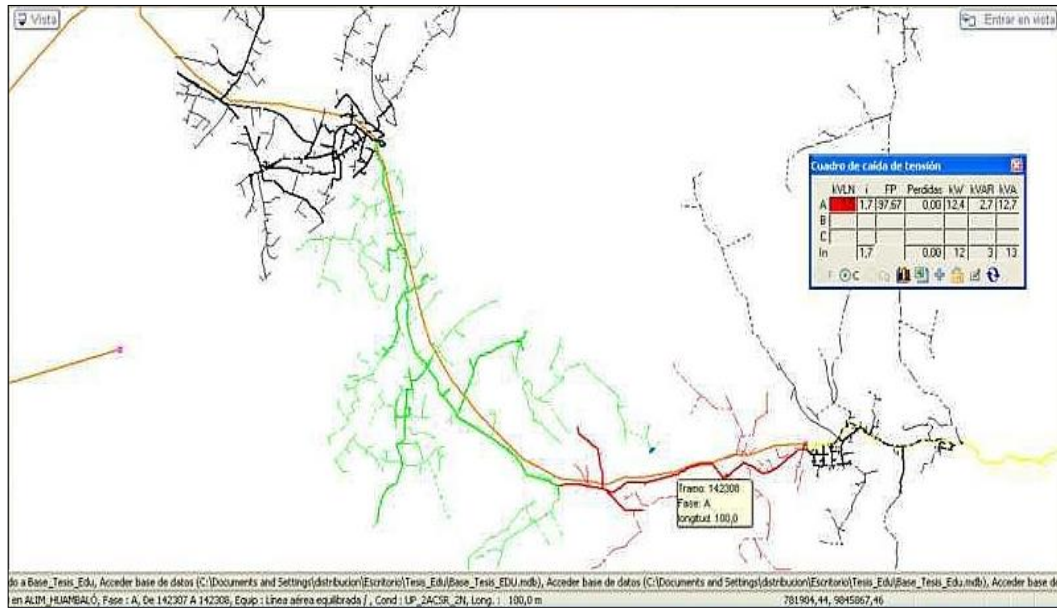 Vista
Entrar en vista
Cuadro de caida de tensión
kVLN i FP Perdidas kW kVAR kVA
A 1,7 97,67 0,00 12,4 2,7 12,7
B
C
In 1,7 0,00 12 3 13
C
Tramo: 142308
Fase: A
longitud: 100,0
do a Base_Tesis_Edu, Acceder base de datos (C:\Documents and Settings\distribucion\Escritorio\Tesis_Edu\Base_Tesis_EDU.mdb), Acceder base de datos (C:\Documents and Settings\distribucion\Escritorio\Tesis_Edu\Base_Tesis_Edu.mdb), Acceder base de
en ALIM_HUAMBALÓ, Fase : A, De 142307 A 142308, Equip : Línea aérea equilibrada / , Cond : UP_2ACSR_2N, Long. : 100,0 m
781984,44, 9845867,46